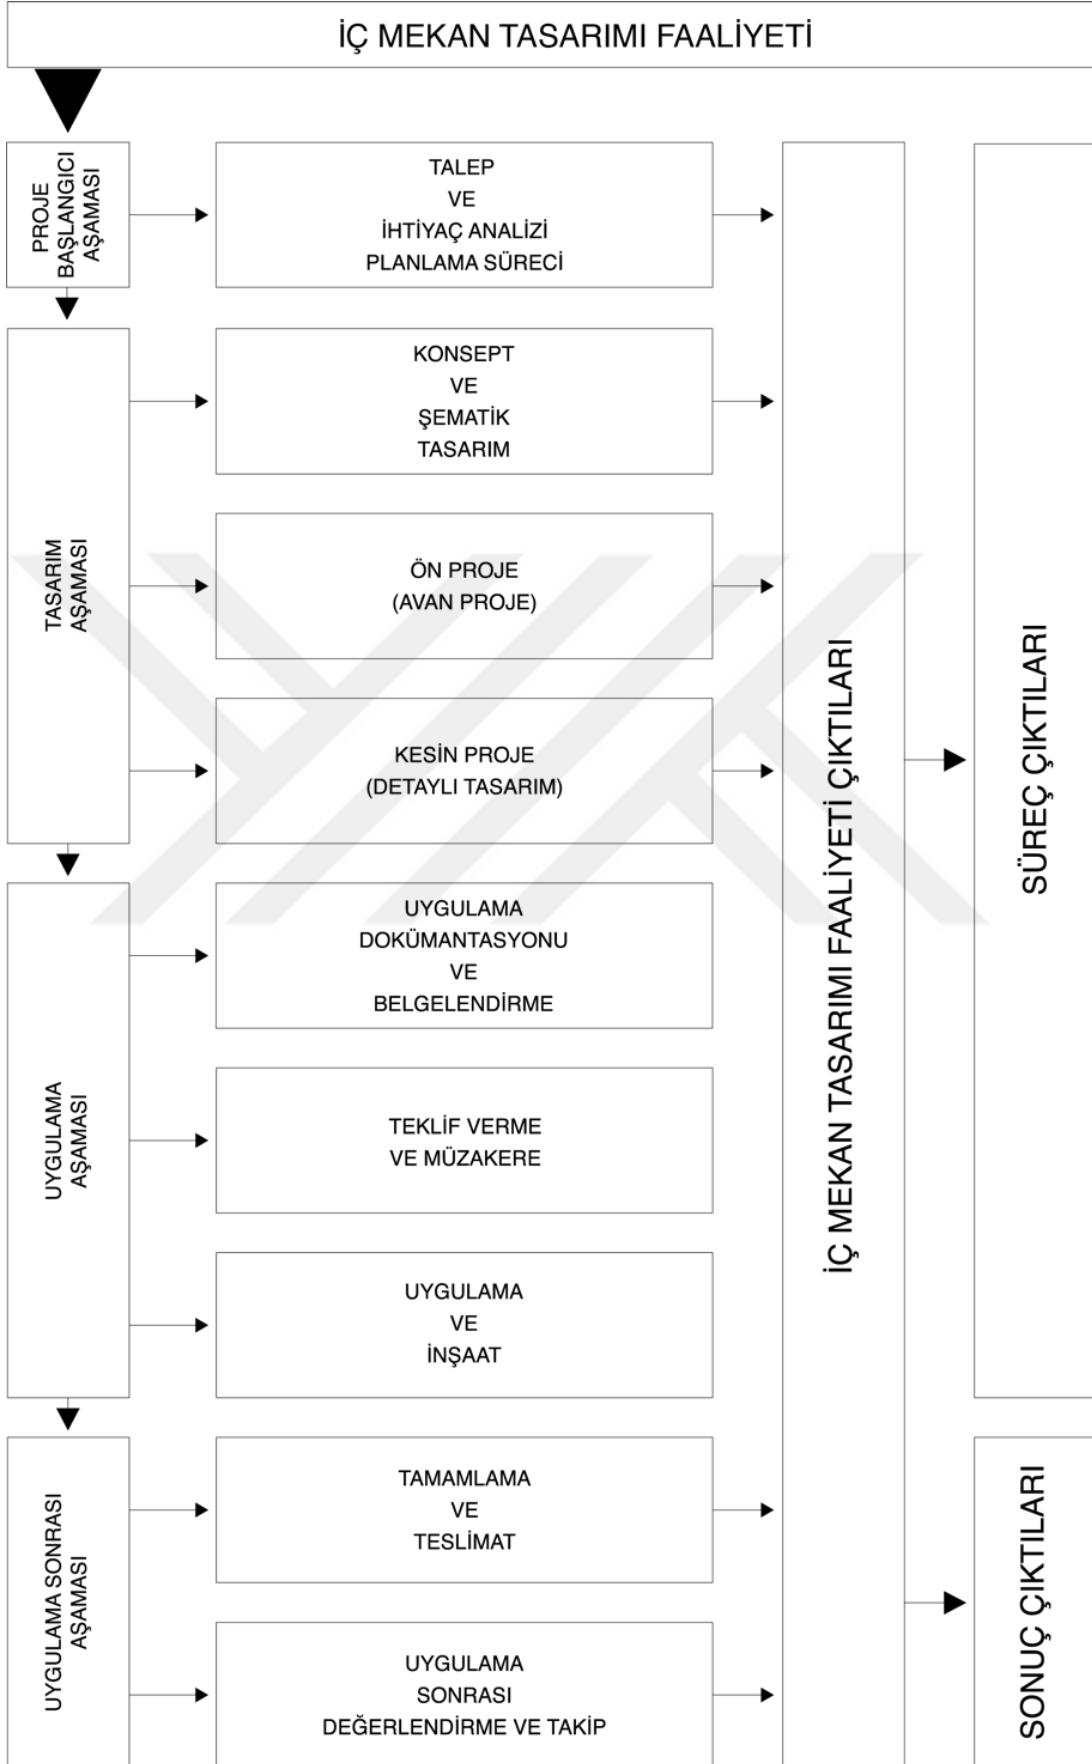 İÇ MEKAN TASARIMI FAALİYETİ
PROJE
BAŞLANGICI
AŞAMASI
TALEP
VE
İHTİYAÇ ANALİZİ
PLANLAMA SÜRECİ
TASARIM
AŞAMASI
KONSEPT
VE
ŞEMATİK
TASARIM
ÖN PROJE
(AVAN PROJE)
KESİN PROJE
(DETAYLI TASARIM)
UYGULAMA
AŞAMASI
UYGULAMA
DOKÜMANTASYONU
VE
BELGELENDİRME
TEKLİF VERME
VE MÜZAKERE
UYGULAMA
VE
İNŞAAT
UYGULAMA SONRASI
AŞAMASI
TAMAMLAMA
VE
TESLİMAT
UYGULAMA
SONRASI
DEĞERLENDİRME VE TAKİP
İÇ MEKAN TASARIMI FAALİYETİ ÇIKTILARI
SÜREÇ ÇIKTILARI
SONUÇ ÇIKTILARI